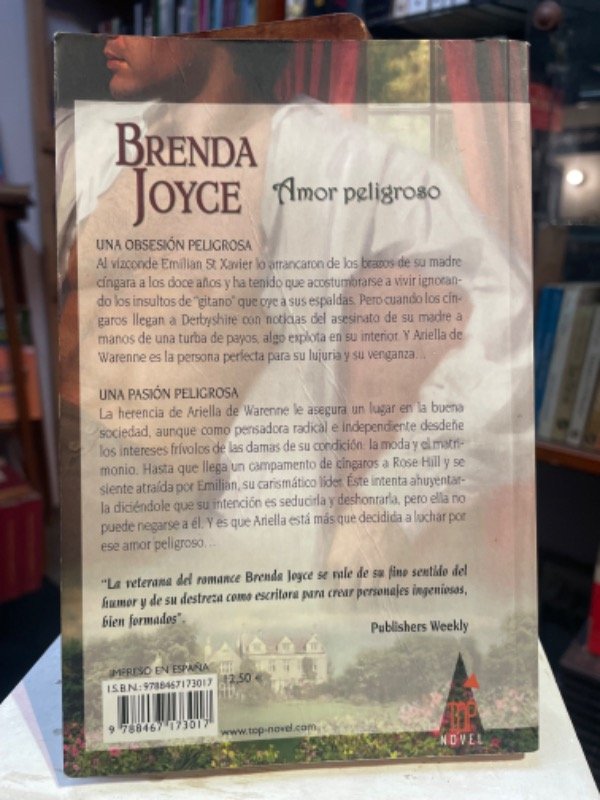 BRENDA
JOYCE
Amor peligroso
UNA OBSESIÓN PELIGROSA
Al vizconde Emilian St Xavier lo arrancaron de los brazos de su madre
cíngara a los doce años y ha tenido que acostumbrarse a vivir ignoran-
do los insultos de "gitano" que oye a sus espaldas. Pero cuando los cín-
garos llegan a Derbyshire con noticias del asesinato de su madre a
manos de una turba de payos, algo explota en su interior. Y Ariella de
Warenne es la persona perfecta para su lujuria y su venganza...
UNA PASIÓN PELIGROSA
La herencia de Ariella de Warenne le asegura un lugar en la buena
sociedad, aunque como pensadora radical e independiente desdeñe
los intereses frívolos de las damas de su condición: la moda y el matri-
monio. Hasta que llega un campamento de cíngaros a Rose Hill y se
siente atraída por Emilian, su carismático líder. Éste intenta ahuyentar-
la diciéndole que su intención es seducirla y deshonrarla, pero ella no
puede negarse a él. Y es que Ariella está más que decidida a luchar por
ese amor peligroso...
"La veterana del romance Brenda Joyce se vale de su fino sentido del
humor y de su destreza como escritora para crear personajes ingeniosos,
bien formados".
Publishers Weekly
IMPRESO EN ESPAÑA
I.S.B.N.: 9788467173017
12,50 €
9 788467 173017
www.top-novel.com
TOP
NOVEL